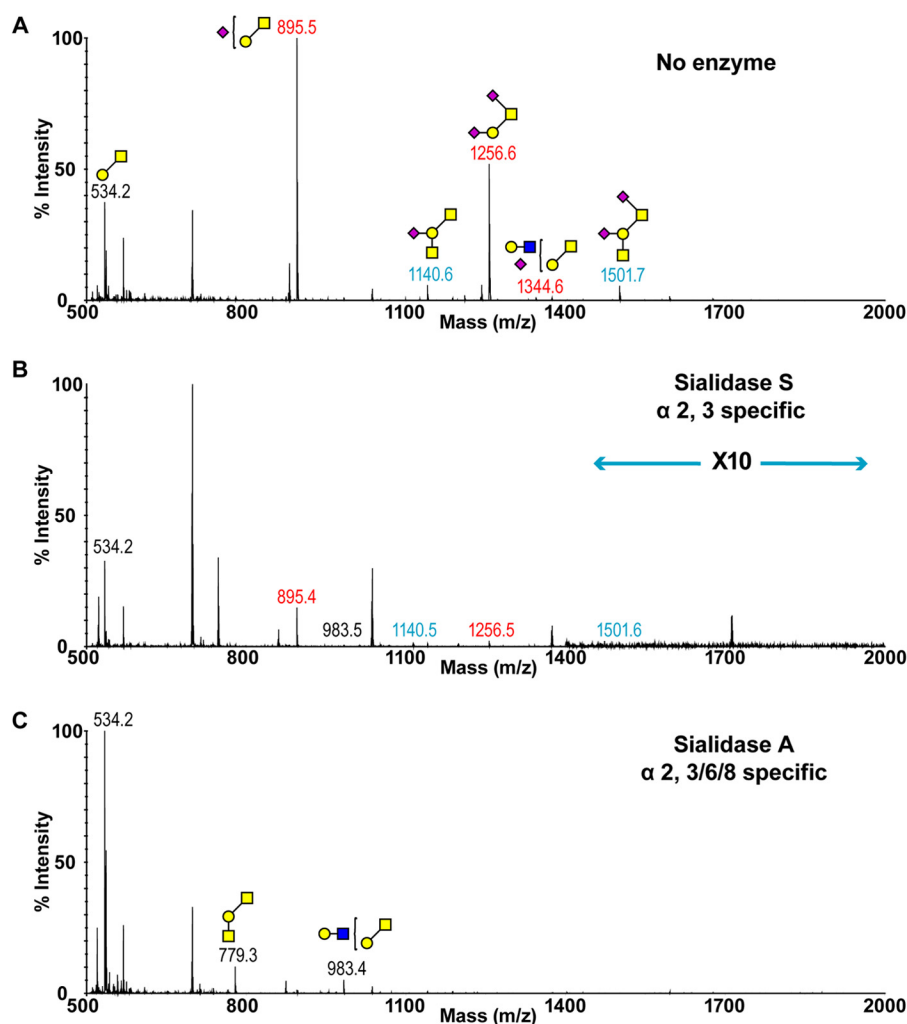 A
100
895.5
No enzyme
% Intensity
1256.6
50
534.2
1140.6
1344.6
1501.7
0
500
800
1100
1400
1700
2000
Mass (m/z)
B
100
Sialidase S
α 2, 3 specific
X10
% Intensity
50
534.2
895.4
983.5
1140.5
1256.5
1501.6
0
500
800
1100
1400
1700
2000
Mass (m/z)
C
534.2
100
Sialidase A
α 2, 3/6/8 specific
% Intensity
50
779.3
983.4
0
500
800
1100
1400
1700
2000
Mass (m/z)